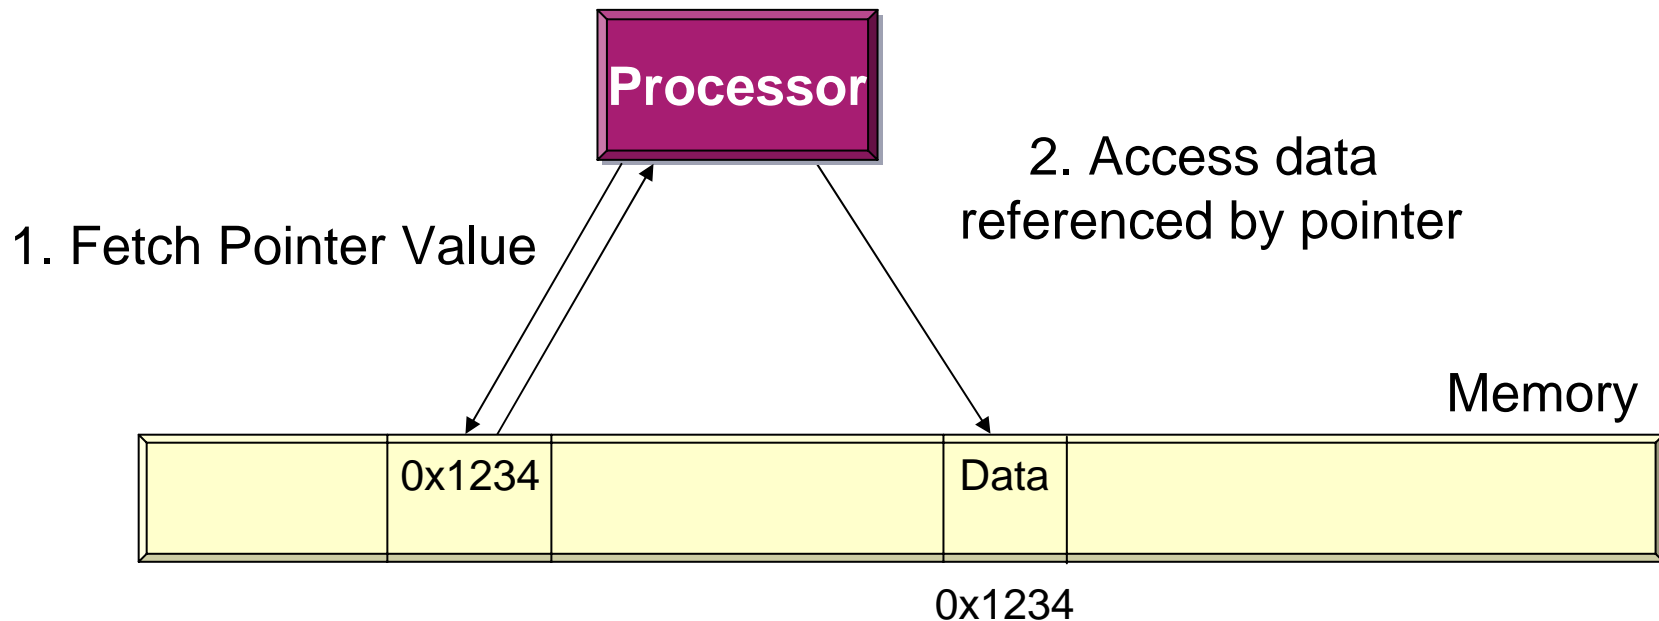 Processor
2. Access data
referenced by pointer
1. Fetch Pointer Value
Memory
0x1234
Data
0x1234